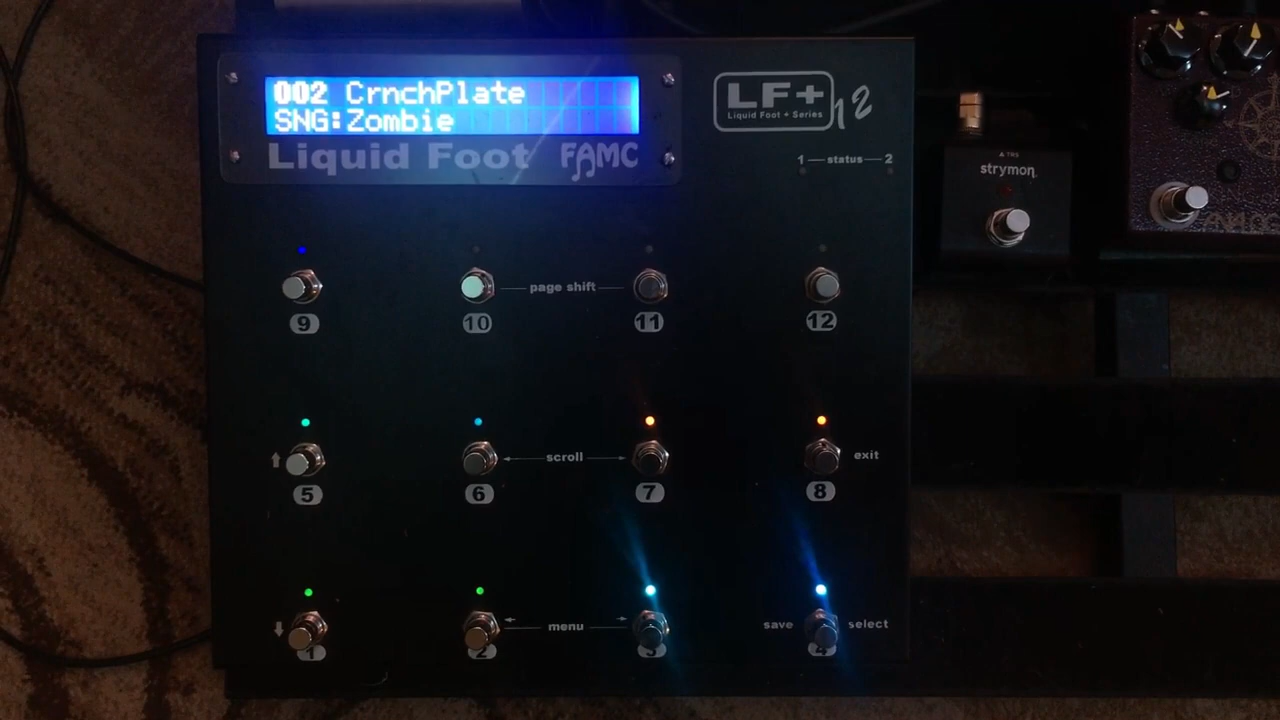 002 CrnchPlate
SNG:Zombie
Liquid Foot FAMC
LF+ 12
Liquid Foot + Series
1 status 2
TRS
strymon
9
10
page shift
11
12
5
6
scroll
7
8
exit
1
2
menu
3
save
4
select